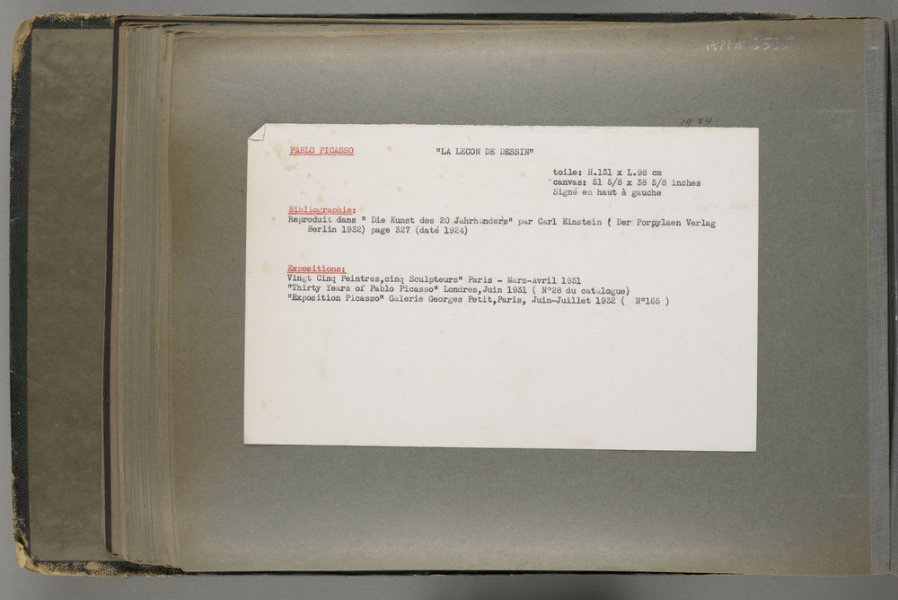 1924
PABLO PICASSO "LA LECON DE DESSIN"
toile: H.131 x L.98 cm
canvas: 51 5/8 x 38 5/8 inches
Signé en haut à gauche
Bibliographie:
Reproduit dans " Die Kunst des 20 Jahrhunders" par Carl Einstein ( Der Porpylaen Verlag
Berlin 1932) page 327 (daté 1924)
Expositions:
Vingt Cinq Peintres,cinq Sculpteurs" Paris - Mars-Avril 1931
"Thirty Years of Pablo Picasso" Londres,Juin 1931 ( N°28 du catalogue)
"Exposition Picasso" Galerie Georges Petit,Paris, Juin-Juillet 1932 ( N°165 )